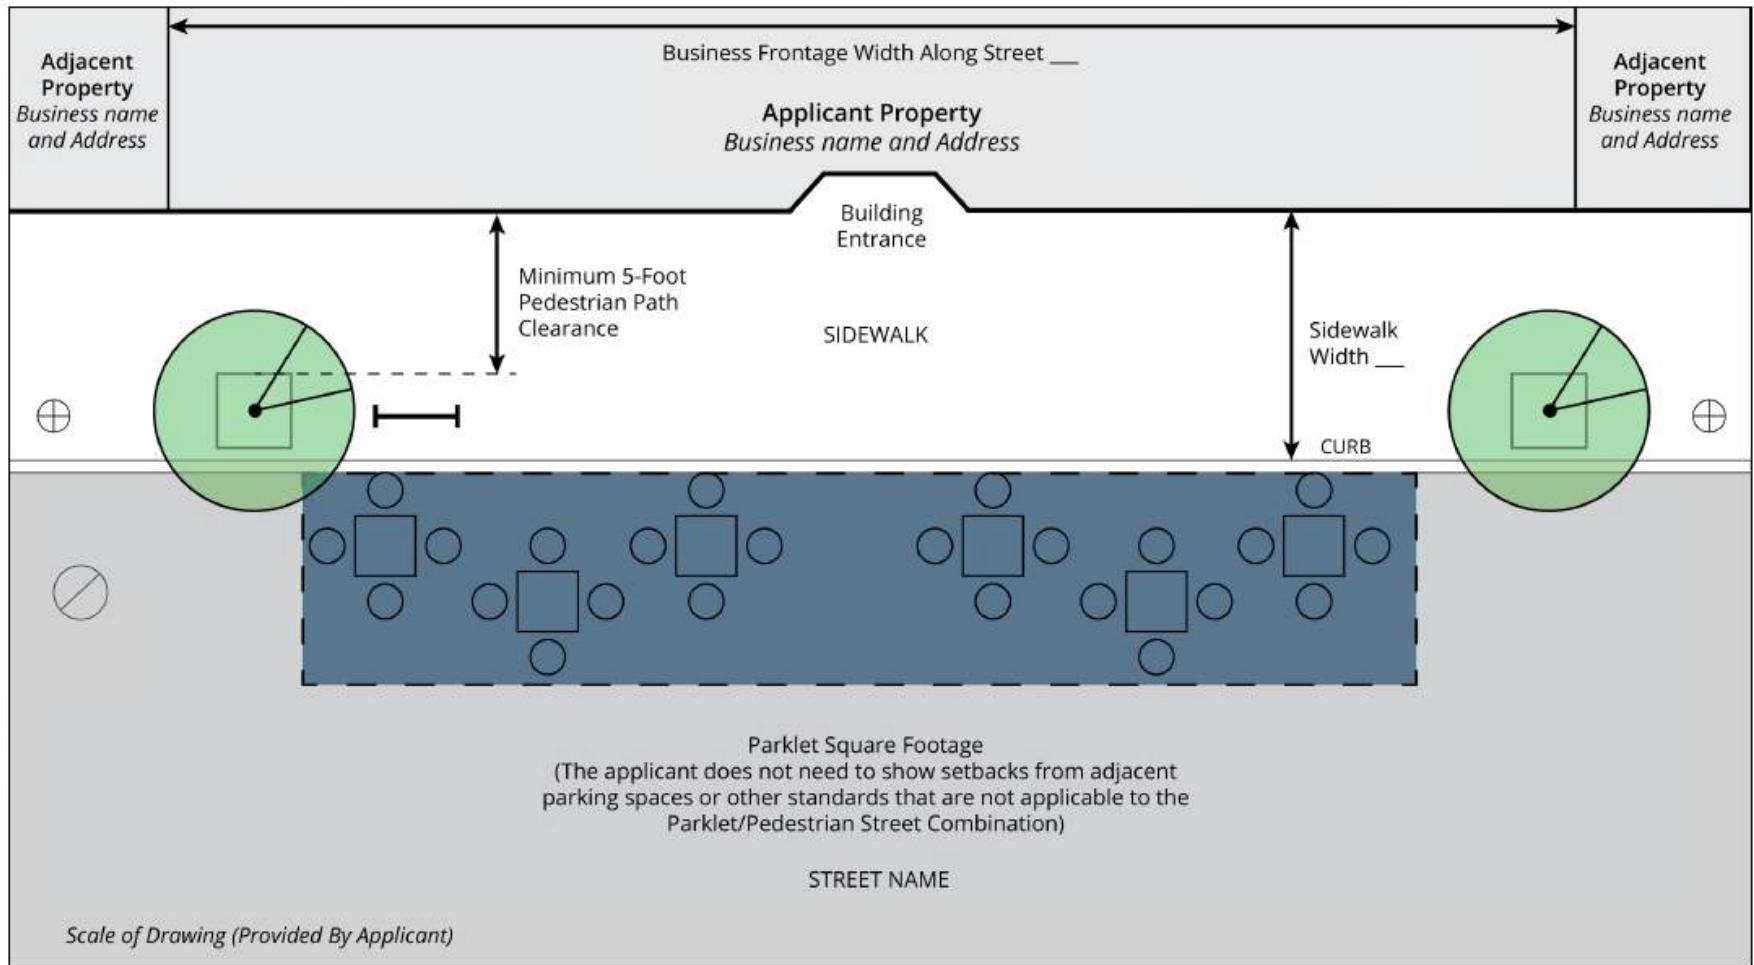 Business Frontage Width Along Street ___
Adjacent
Property
Business name
and Address
Applicant Property
Business name and Address
Adjacent
Property
Business name
and Address
Building
Entrance
Minimum 5-Foot
Pedestrian Path
Clearance
SIDEWALK
Sidewalk
Width ___
CURB
Parklet Square Footage
(The applicant does not need to show setbacks from adjacent
parking spaces or other standards that are not applicable to the
Parklet/Pedestrian Street Combination)
STREET NAME
Scale of Drawing (Provided By Applicant)